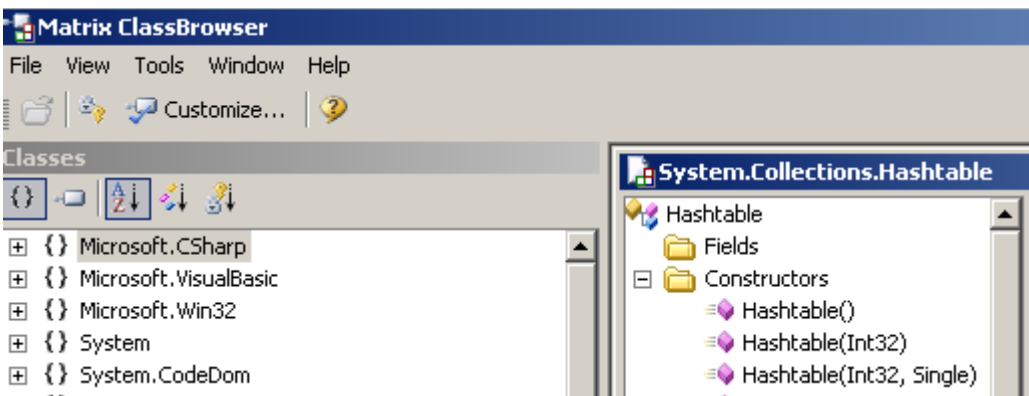 Matrix ClassBrowser
File View Tools Window Help
Customize...
Classes
{} Microsoft.CSharp
{} Microsoft.VisualBasic
{} Microsoft.Win32
{} System
{} System.CodeDom
System.Collections.Hashtable
Hashtable
Fields
Constructors
Hashtable()
Hashtable(Int32)
Hashtable(Int32, Single)